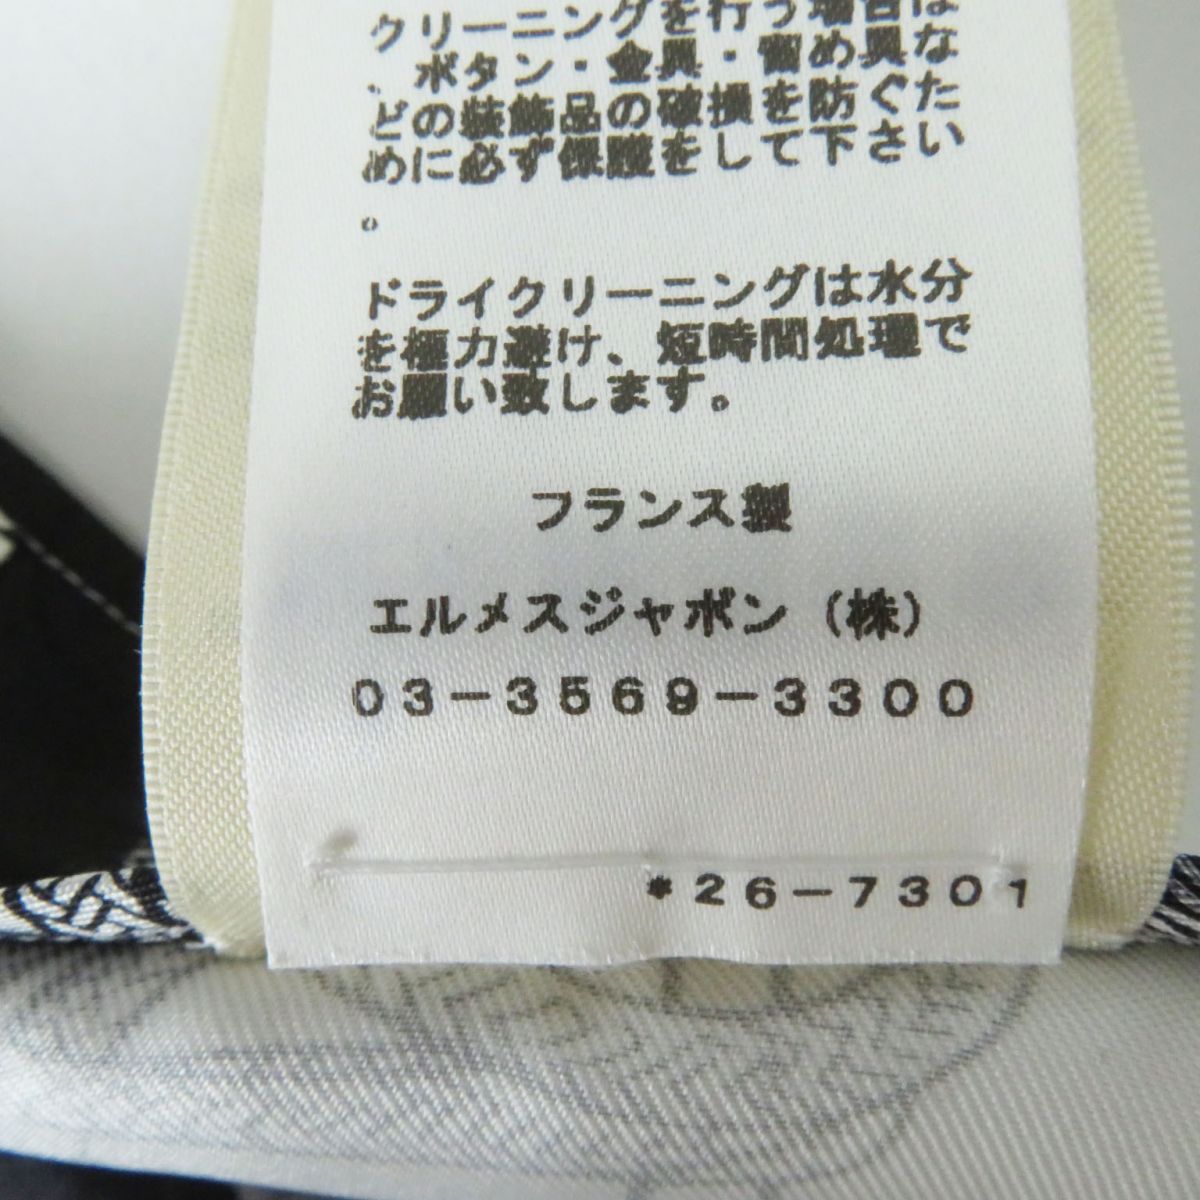 クリーニングを行う場合は
、ボタン・金具・留め具な
どの装飾品の破損を防ぐた
めに必ず保護をして下さい
。
ドライクリーニングは水分
を極力避け、短時間処理で
お願い致します。
フランス製
エルメスジャポン(株)
03-3569-3300
*26-7301